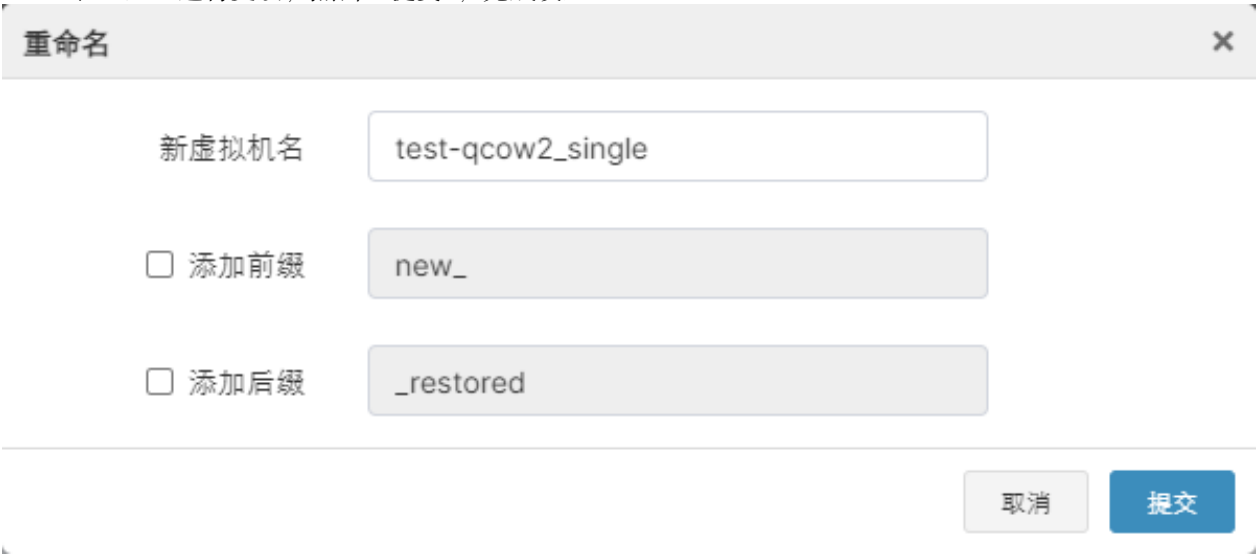 重命名
×
新虚拟机名 test-qcow2_single
添加前缀 new_
添加后缀 _restored
取消 提交